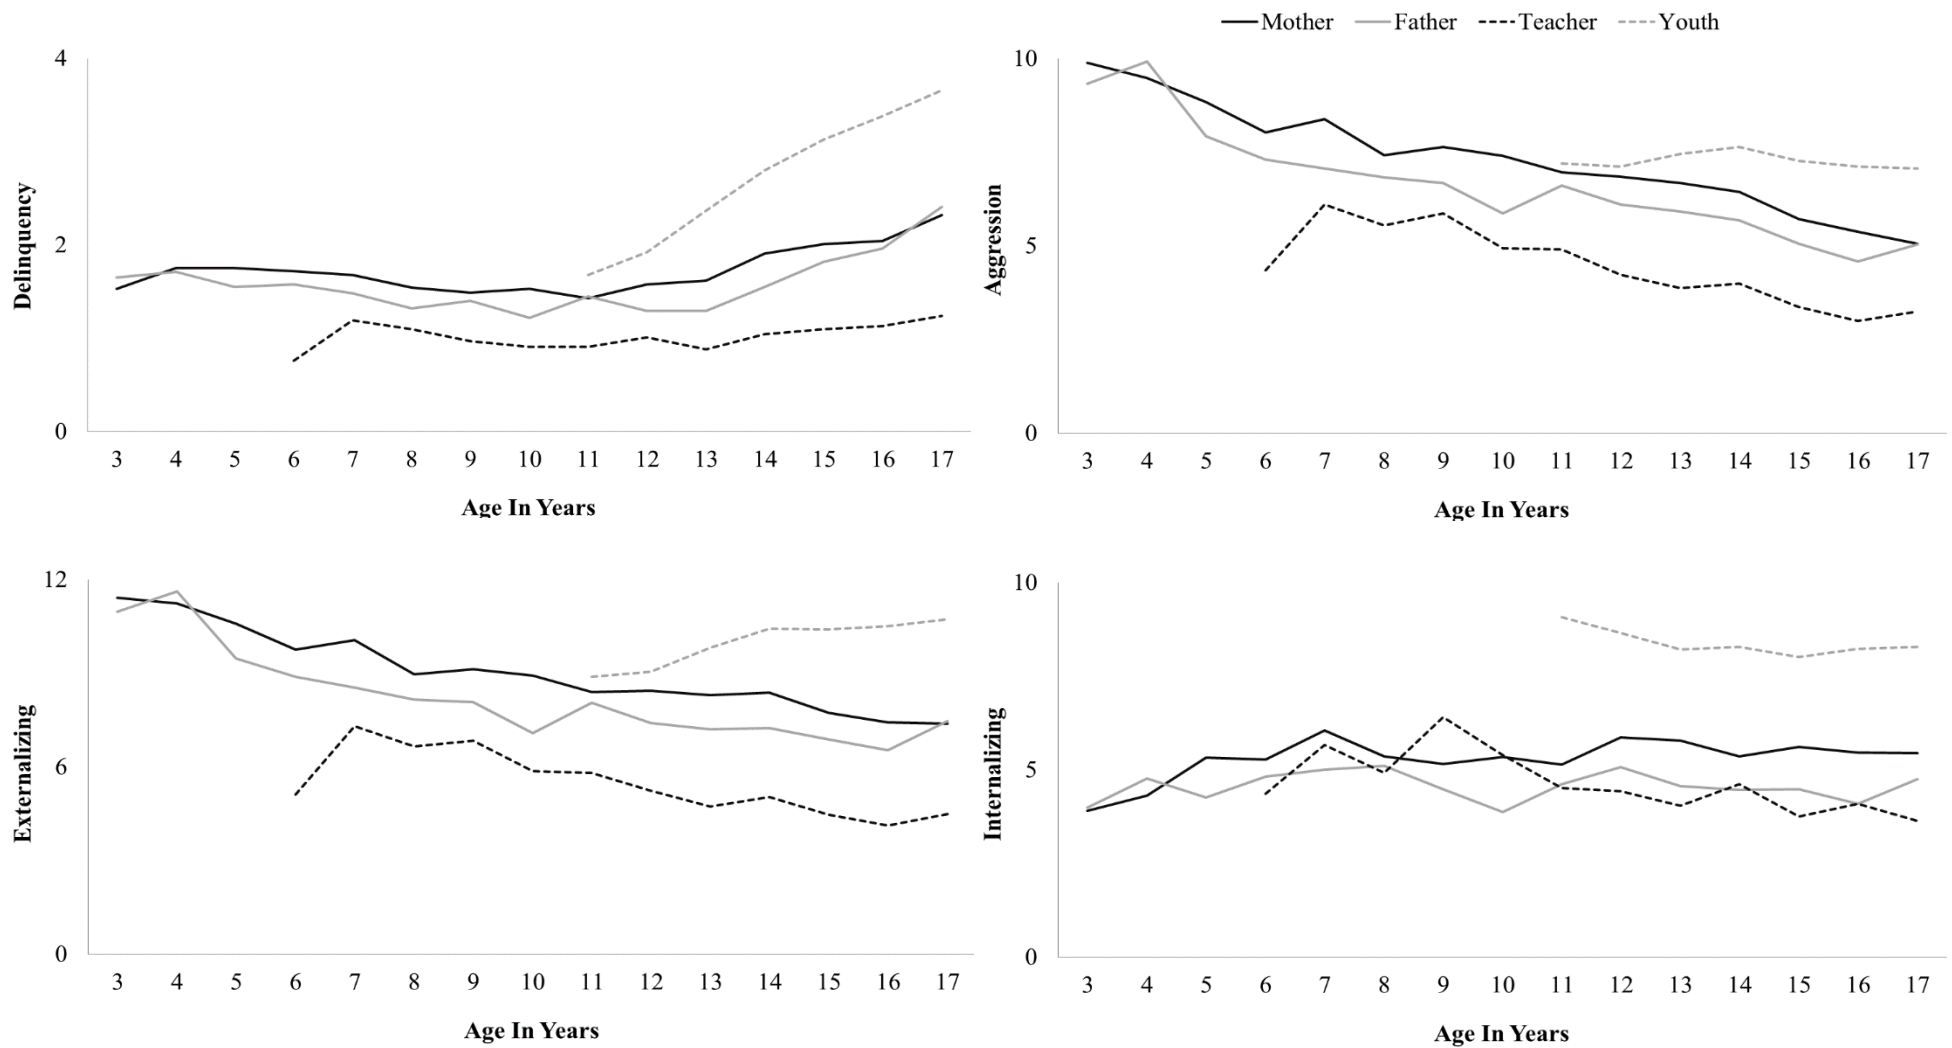 Mother Father Teacher Youth
4
2
0
Delinquency
3 4 5 6 7 8 9 10 11 12 13 14 15 16 17
Age In Years
10
5
0
Aggression
3 4 5 6 7 8 9 10 11 12 13 14 15 16 17
Age In Years
12
6
0
Externalizing
3 4 5 6 7 8 9 10 11 12 13 14 15 16 17
Age In Years
10
5
0
Internalizing
3 4 5 6 7 8 9 10 11 12 13 14 15 16 17
Age In Years